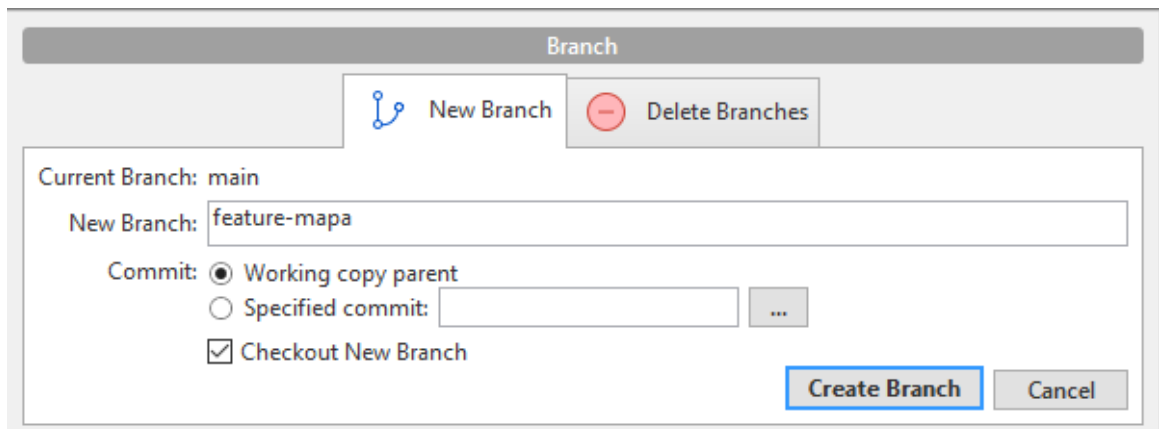 Branch
New Branch Delete Branches
Current Branch: main
New Branch: feature-mapa
Commit: Working copy parent
Specified commit: ...
Checkout New Branch
Create Branch Cancel